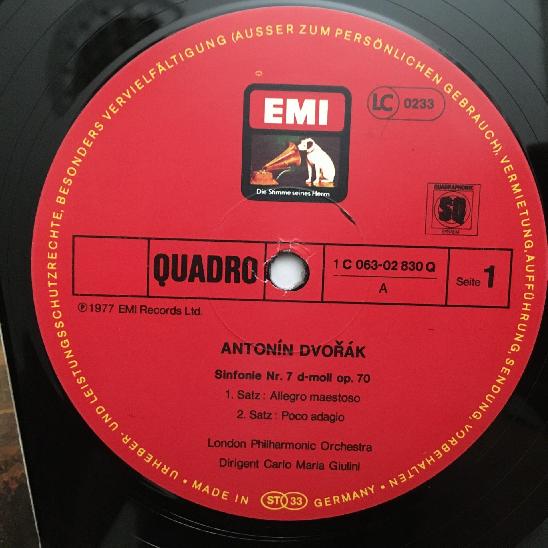 URHEBER- UND LEISTUNGSSCHUTZRECHTE, BESONDERS VERVIELFÄLTIGUNG (AUSSER ZUM PERSÖNLICHEN GEBRAUCH), VERMIETUNG, AUFFÜHRUNG, SENDUNG, VORBEHALTEN
EMI
Die Stimme seines Herrn
LC 0233
QUADRAPHONIC
SQ
QUADRO
1 C 063-02 830 Q
A
Seite 1
℗ 1977 EMI Records Ltd.
ANTONÍN DVOŘÁK
Sinfonie Nr. 7 d-moll op. 70
1. Satz: Allegro maestoso
2. Satz: Poco adagio
London Philharmonic Orchestra
Dirigent Carlo Maria Giulini
• MADE IN ST 33 GERMANY •